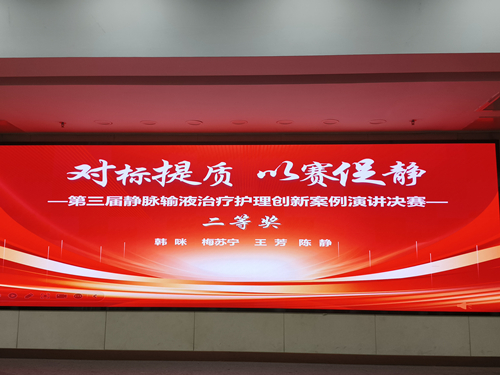 对标提质 以赛促静
—第三届静脉输液治疗护理创新案例演讲决赛—
二等奖
韩咪 梅苏宁 王芳 陈静